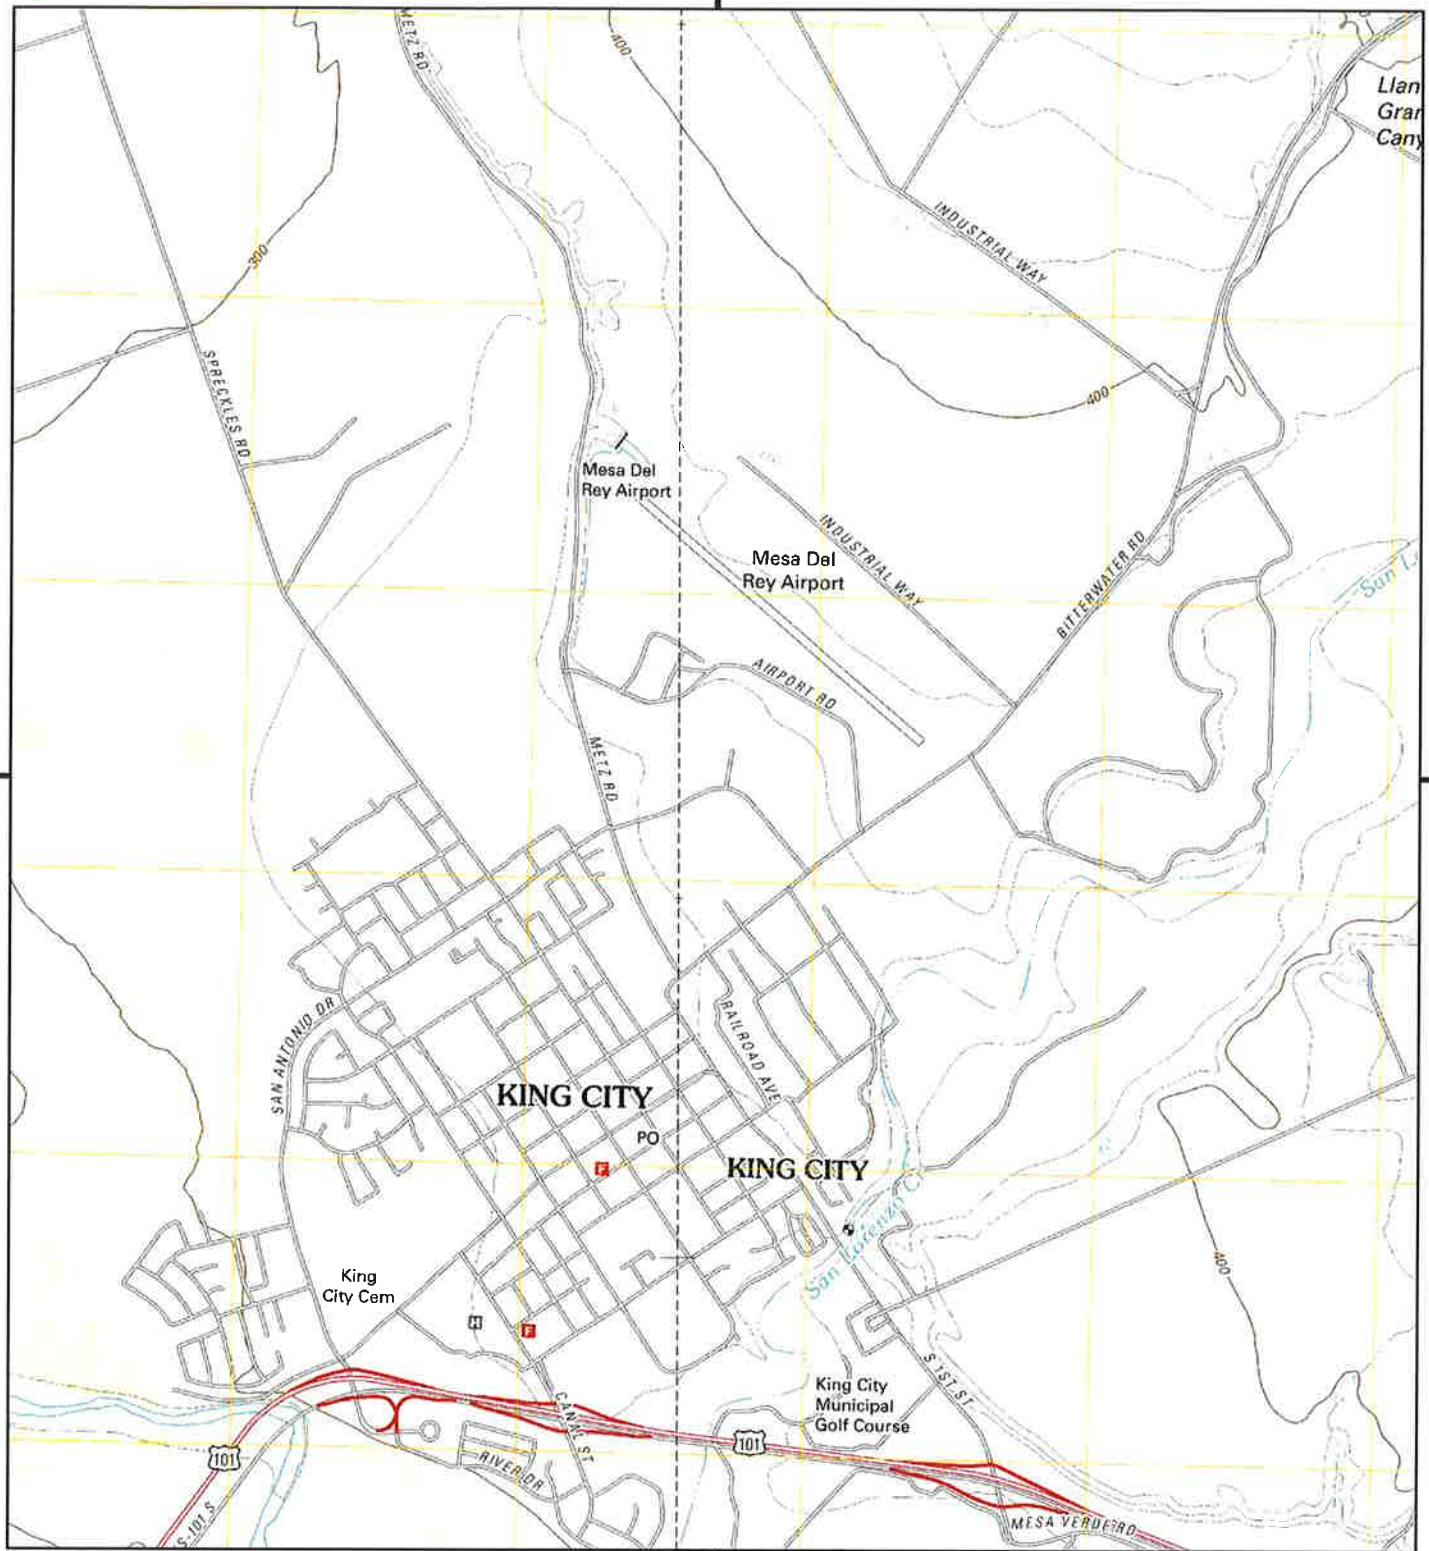 METZ RD
400
Llan
Gran
Cany
INDUSTRIAL WAY
300
SPRECKLES RD
400
Mesa Del
Rey Airport
INDUSTRIAL WAY
Mesa Del
Rey Airport
BITTERWATER RD
San L
AIRPORT RD
METZ RD
SAN ANTONIO DR
RAILROAD AVE
KING CITY
PO
F
KING CITY
San Lorenzo Cr
400
King
City Cem
H
F
S 1ST ST
King City
Municipal
Golf Course
CANAL ST
101
101
RIVER DR
S-101 S
MESA VERDE RD